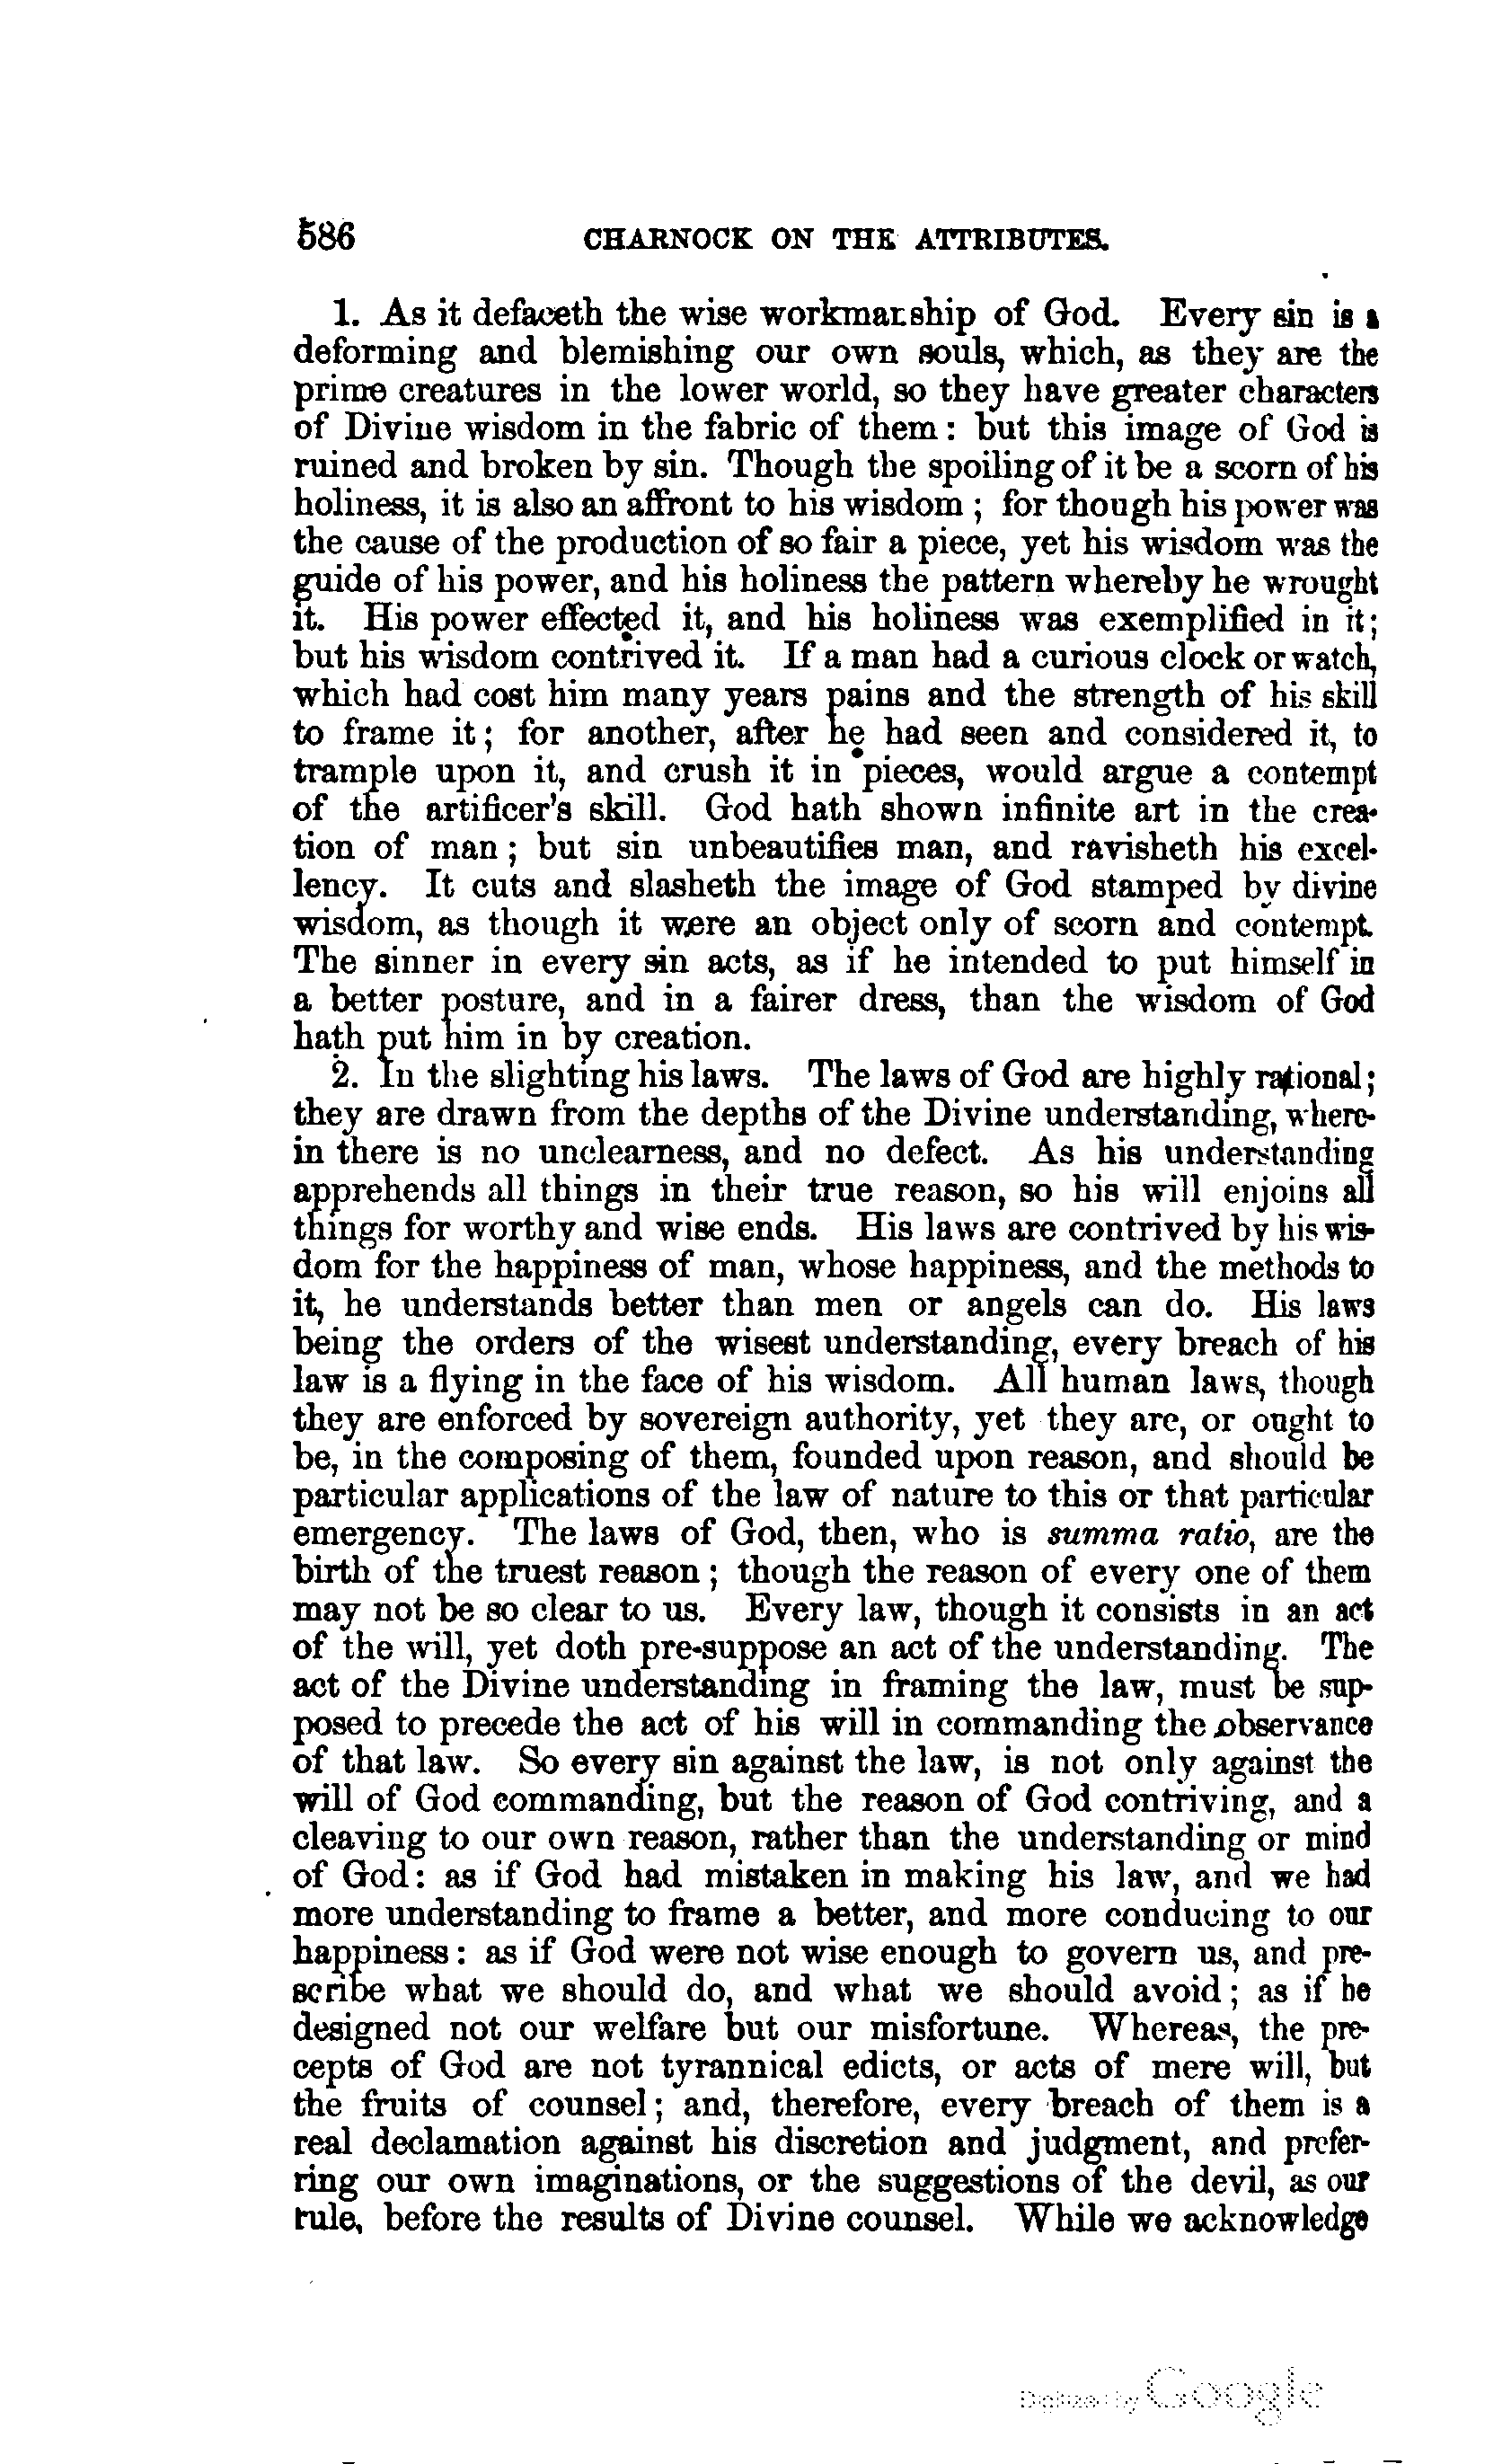 586 CHARNOCK ON THE ATTRIBUTES.
1. As it defaceth the wise workmanship of God. Every sin is a
deforming and blemishing our own souls, which, as they are the
prime creatures in the lower world, so they have greater characters
of Divine wisdom in the fabric of them: but this image of God is
ruined and broken by sin. Though the spoiling of it be a scorn of his
holiness, it is also an affront to his wisdom; for though his power was
the cause of the production of so fair a piece, yet his wisdom was the
guide of his power, and his holiness the pattern whereby he wrought
it. His power effected it, and his holiness was exemplified in it;
but his wisdom contrived it. If a man had a curious clock or watch,
which had cost him many years pains and the strength of his skill
to frame it; for another, after he had seen and considered it, to
trample upon it, and crush it in pieces, would argue a contempt
of the artificer's skill. God hath shown infinite art in the crea-
tion of man; but sin unbeautifies man, and ravisheth his excel-
lency. It cuts and slasheth the image of God stamped by divine
wisdom, as though it were an object only of scorn and contempt.
The sinner in every sin acts, as if he intended to put himself in
a better posture, and in a fairer dress, than the wisdom of God
hath put him in by creation.
2. In the slighting his laws. The laws of God are highly rational;
they are drawn from the depths of the Divine understanding, where-
in there is no unclearness, and no defect. As his understanding
apprehends all things in their true reason, so his will enjoins all
things for worthy and wise ends. His laws are contrived by his wis-
dom for the happiness of man, whose happiness, and the methods to
it, he understands better than men or angels can do. His laws
being the orders of the wisest understanding, every breach of his
law is a flying in the face of his wisdom. All human laws, though
they are enforced by sovereign authority, yet they are, or ought to
be, in the composing of them, founded upon reason, and should be
particular applications of the law of nature to this or that particular
emergency. The laws of God, then, who is summa ratio, are the
birth of the truest reason; though the reason of every one of them
may not be so clear to us. Every law, though it consists in an act
of the will, yet doth pre-suppose an act of the understanding. The
act of the Divine understanding in framing the law, must be sup-
posed to precede the act of his will in commanding the observance
of that law. So every sin against the law, is not only against the
will of God commanding, but the reason of God contriving, and a
cleaving to our own reason, rather than the understanding or mind
of God: as if God had mistaken in making his law, and we had
more understanding to frame a better, and more conducing to our
happiness: as if God were not wise enough to govern us, and pre-
scribe what we should do, and what we should avoid; as if he
designed not our welfare but our misfortune. Whereas, the pre-
cepts of God are not tyrannical edicts, or acts of mere will, but
the fruits of counsel; and, therefore, every breach of them is a
real declamation against his discretion and judgment, and prefer-
ring our own imaginations, or the suggestions of the devil, as our
rule, before the results of Divine counsel. While we acknowledge
Digitized by Google